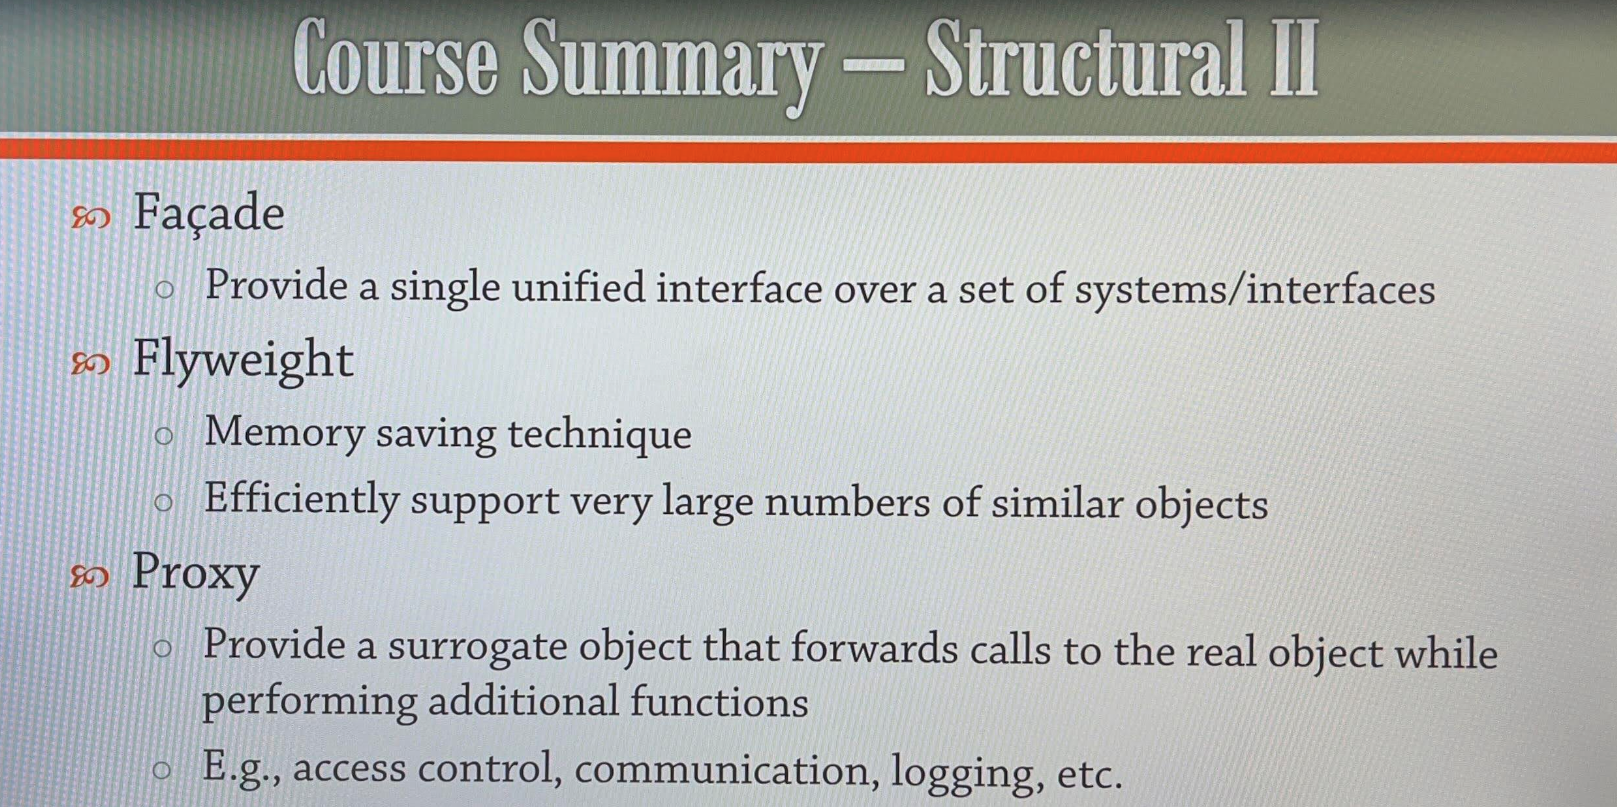 Course Summary — Structural II
Façade
Provide a single unified interface over a set of systems/interfaces
Flyweight
Memory saving technique
Efficiently support very large numbers of similar objects
Proxy
Provide a surrogate object that forwards calls to the real object while
performing additional functions
E.g., access control, communication, logging, etc.